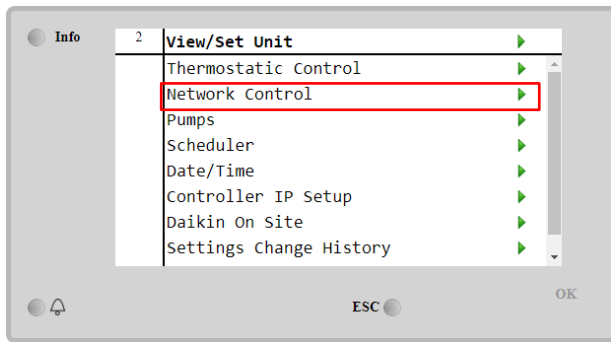 Info
2 View/Set Unit
Thermostatic Control
Network Control
Pumps
Scheduler
Date/Time
Controller IP Setup
Daikin On Site
Settings Change History
ESC
OK